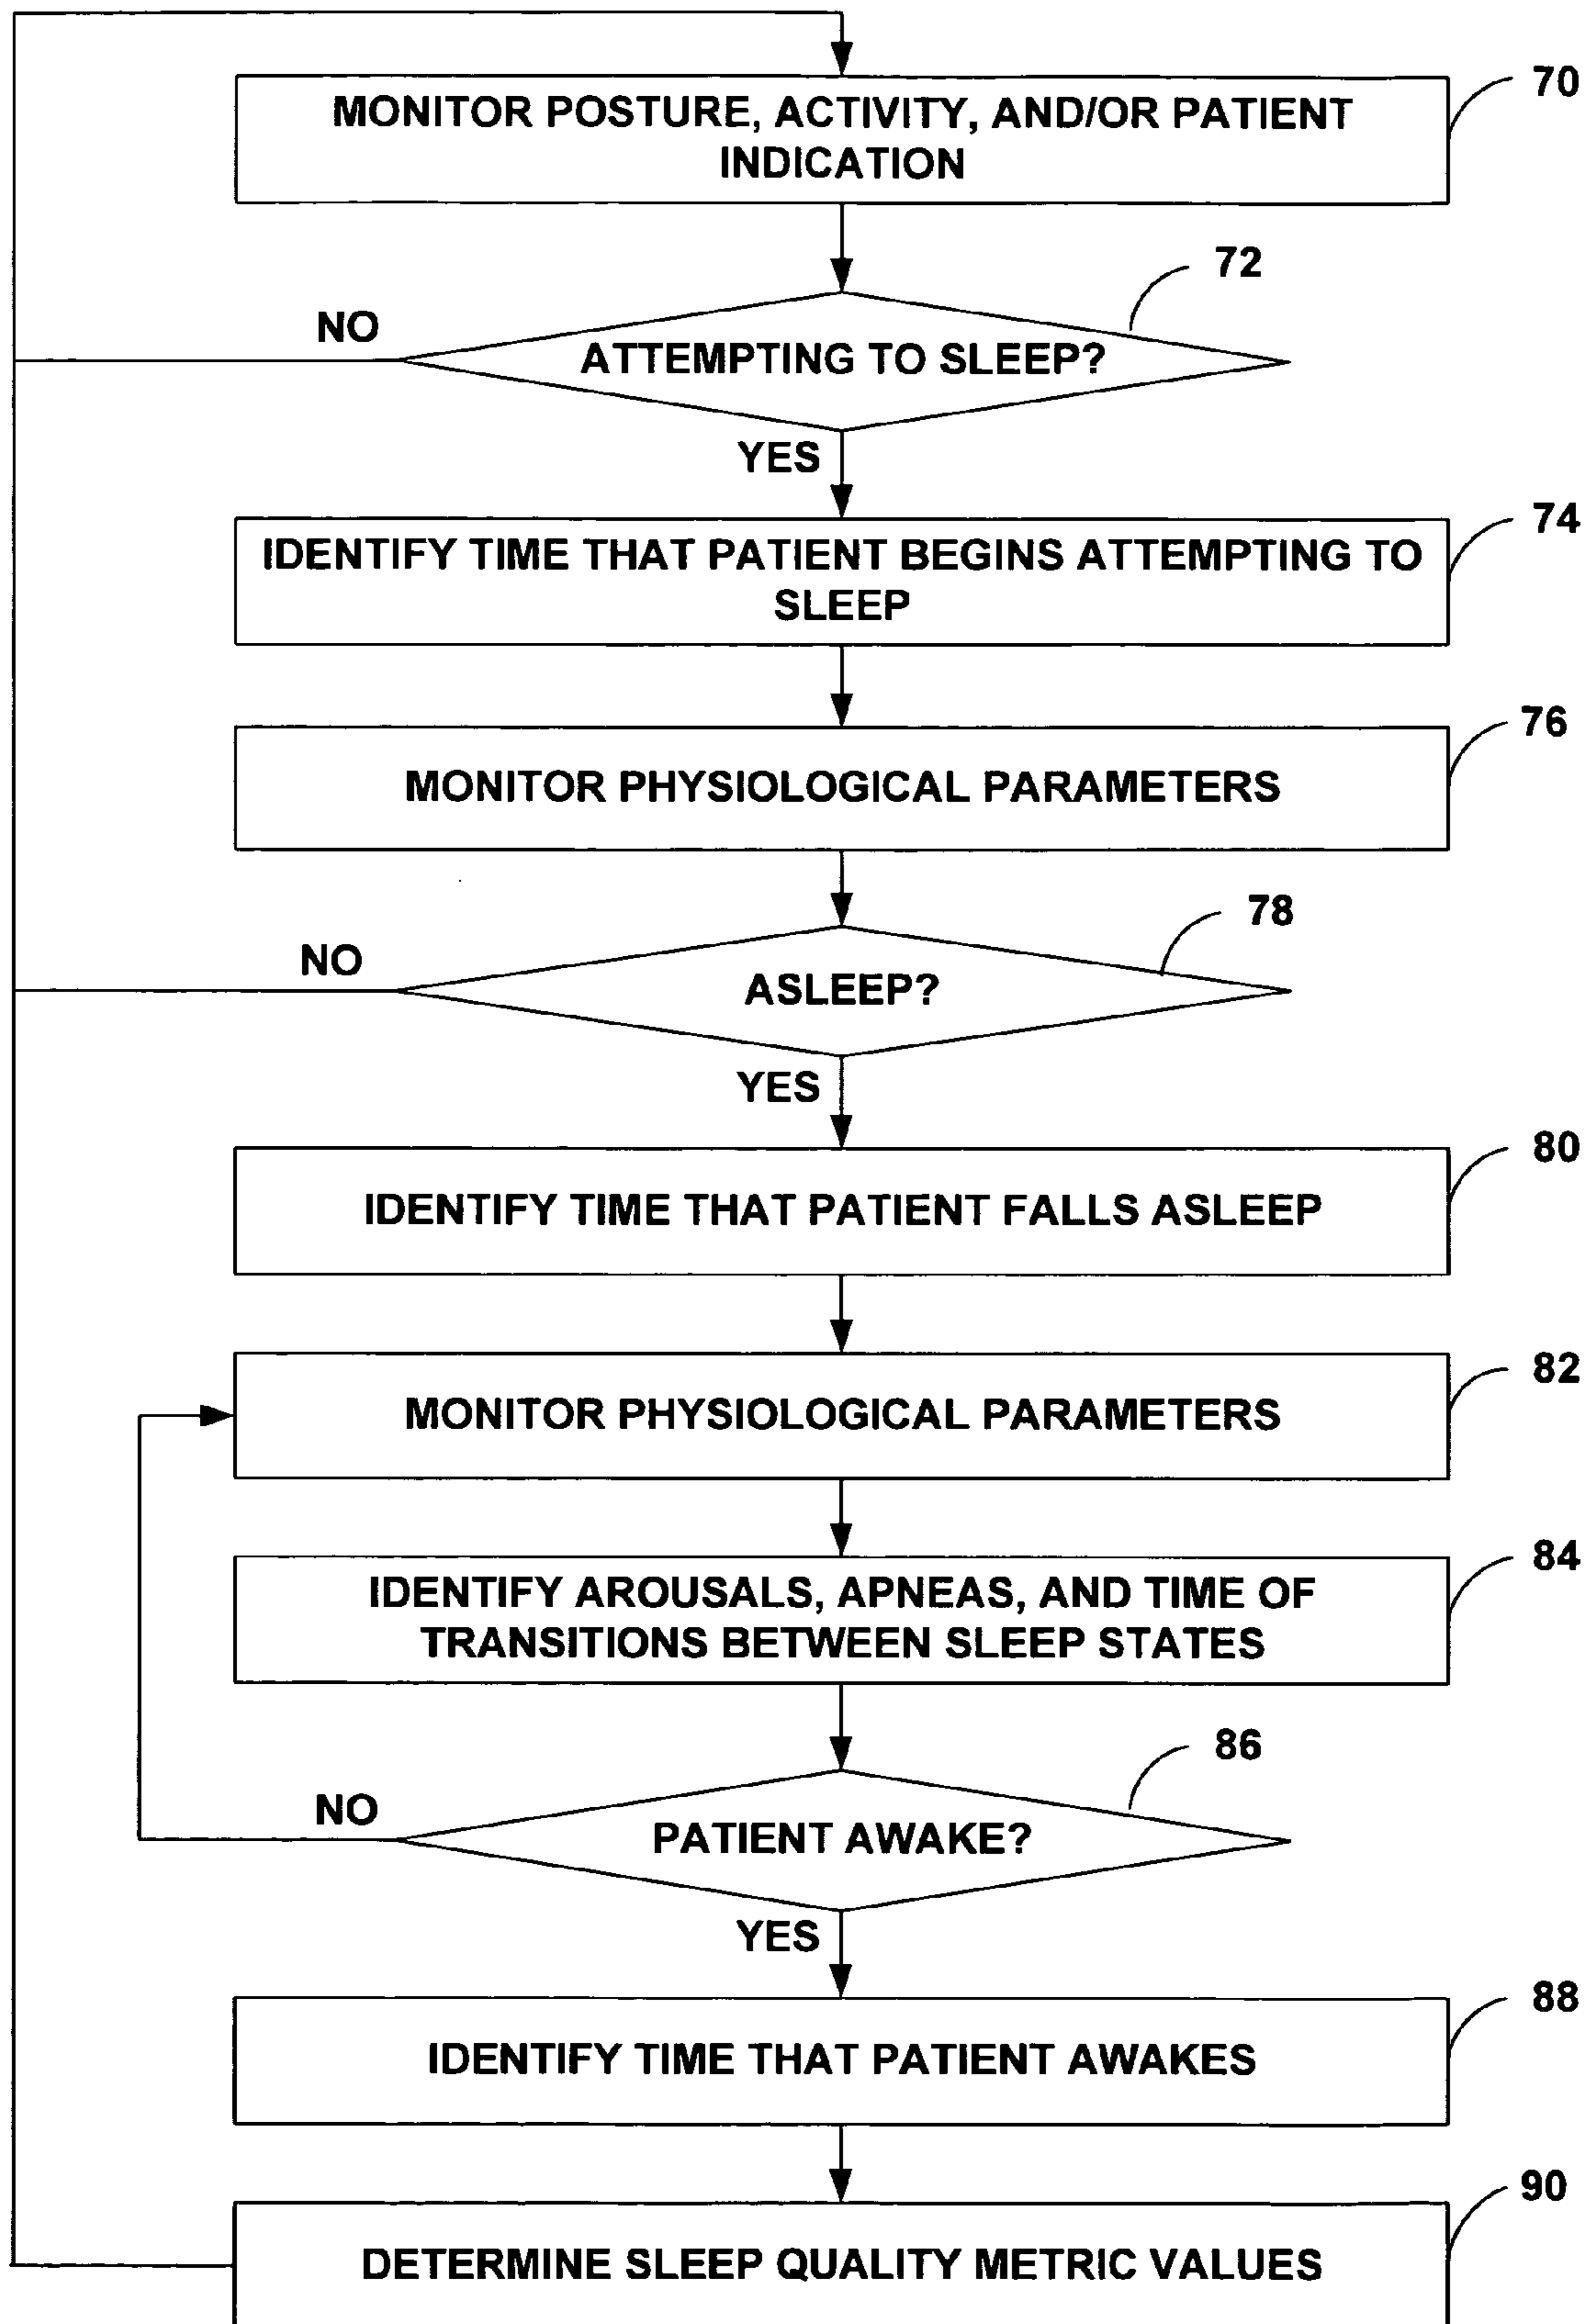 70
MONITOR POSTURE, ACTIVITY, AND/OR PATIENT
INDICATION
72
NO
ATTEMPTING TO SLEEP?
YES
74
IDENTIFY TIME THAT PATIENT BEGINS ATTEMPTING TO
SLEEP
76
MONITOR PHYSIOLOGICAL PARAMETERS
78
NO
ASLEEP?
YES
80
IDENTIFY TIME THAT PATIENT FALLS ASLEEP
82
MONITOR PHYSIOLOGICAL PARAMETERS
84
IDENTIFY AROUSALS, APNEAS, AND TIME OF
TRANSITIONS BETWEEN SLEEP STATES
86
NO
PATIENT AWAKE?
YES
88
IDENTIFY TIME THAT PATIENT AWAKES
90
DETERMINE SLEEP QUALITY METRIC VALUES